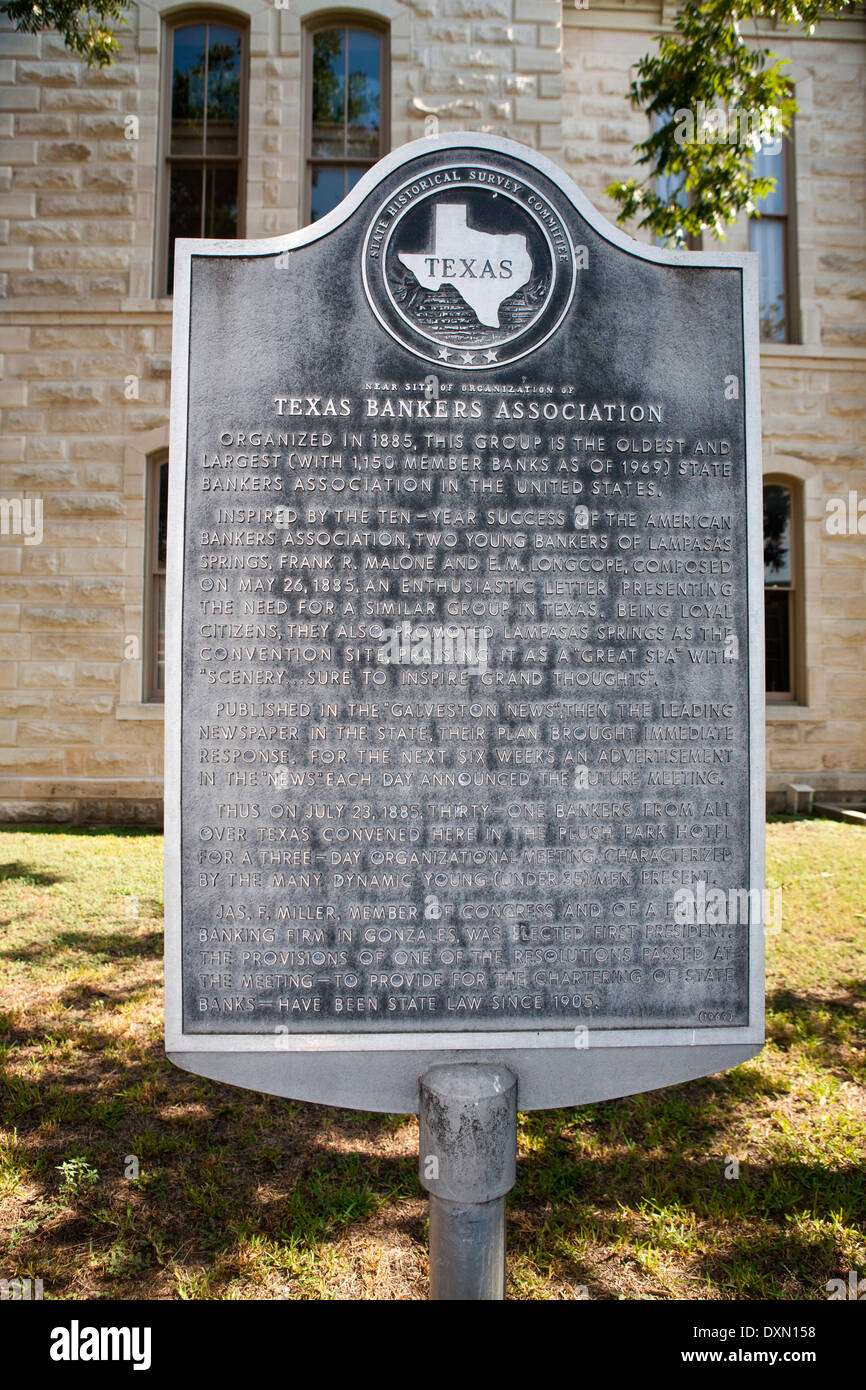 STATE HISTORICAL SURVEY COMMITTEE
TEXAS
NEAR SITE OF ORGANIZATION OF
TEXAS BANKERS ASSOCIATION
ORGANIZED IN 1885, THIS GROUP IS THE OLDEST AND
LARGEST (WITH 1,150 MEMBER BANKS AS OF 1969) STATE
BANKERS ASSOCIATION IN THE UNITED STATES.
INSPIRED BY THE TEN-YEAR SUCCESS OF THE AMERICAN
BANKERS ASSOCIATION, TWO YOUNG BANKERS OF LAMPASAS
SPRINGS, FRANK R. MALONE AND E.M. LONGCOPE, COMPOSED
ON MAY 26, 1885, AN ENTHUSIASTIC LETTER PRESENTING
THE NEED FOR A SIMILAR GROUP IN TEXAS. BEING LOYAL
CITIZENS, THEY ALSO PROMOTED LAMPASAS SPRINGS AS THE
CONVENTION SITE, PRAISING IT AS A "GREAT SPA" WITH
"SCENERY...SURE TO INSPIRE GRAND THOUGHTS".
PUBLISHED IN THE "GALVESTON NEWS", THEN THE LEADING
NEWSPAPER IN THE STATE, THEIR PLAN BROUGHT IMMEDIATE
RESPONSE. FOR THE NEXT SIX WEEKS AN ADVERTISEMENT
IN THE "NEWS" EACH DAY ANNOUNCED THE FUTURE MEETING.
THUS ON JULY 23, 1885, THIRTY-ONE BANKERS FROM ALL
OVER TEXAS CONVENED HERE IN THE PLUSH PARK HOTEL
FOR A THREE-DAY ORGANIZATIONAL MEETING, CHARACTERIZED
BY THE MANY DYNAMIC YOUNG (UNDER 35) MEN PRESENT.
JAS. F. MILLER, MEMBER OF CONGRESS AND OF A PRIVATE
BANKING FIRM IN GONZALES, WAS ELECTED FIRST PRESIDENT.
THE PROVISIONS OF ONE OF THE RESOLUTIONS PASSED AT
THE MEETING-TO PROVIDE FOR THE CHARTERING OF STATE
BANKS-HAVE BEEN STATE LAW SINCE 1905.
(1969)
alamy
alamy
Image ID: DXN158
www.alamy.com